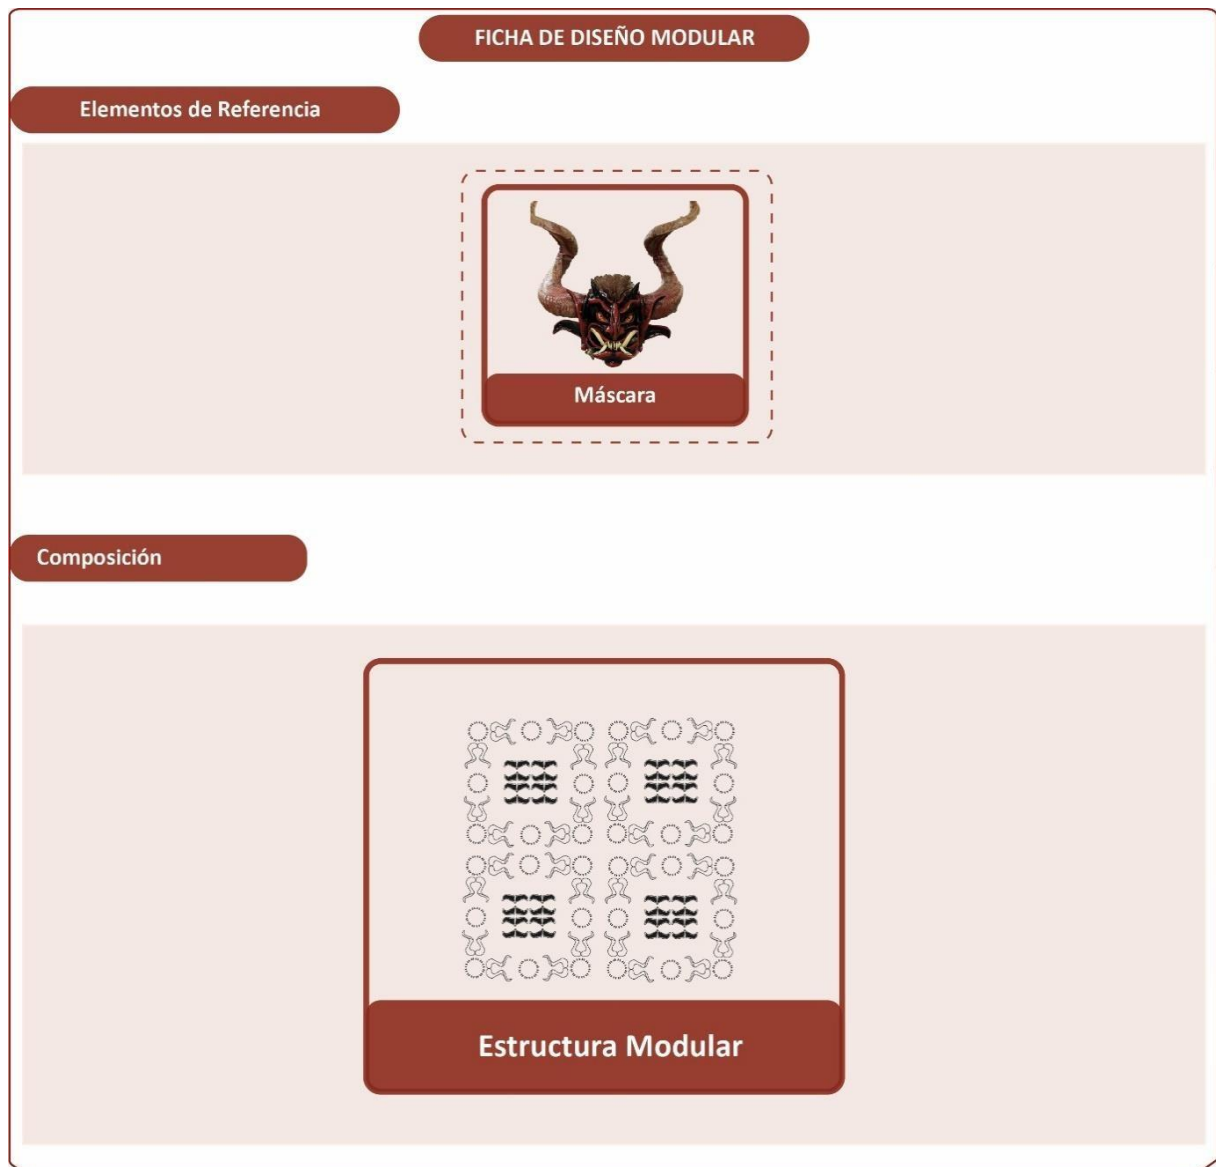 FICHA DE DISEÑO MODULAR
Elementos de Referencia
Máscara
Composición
Estructura Modular